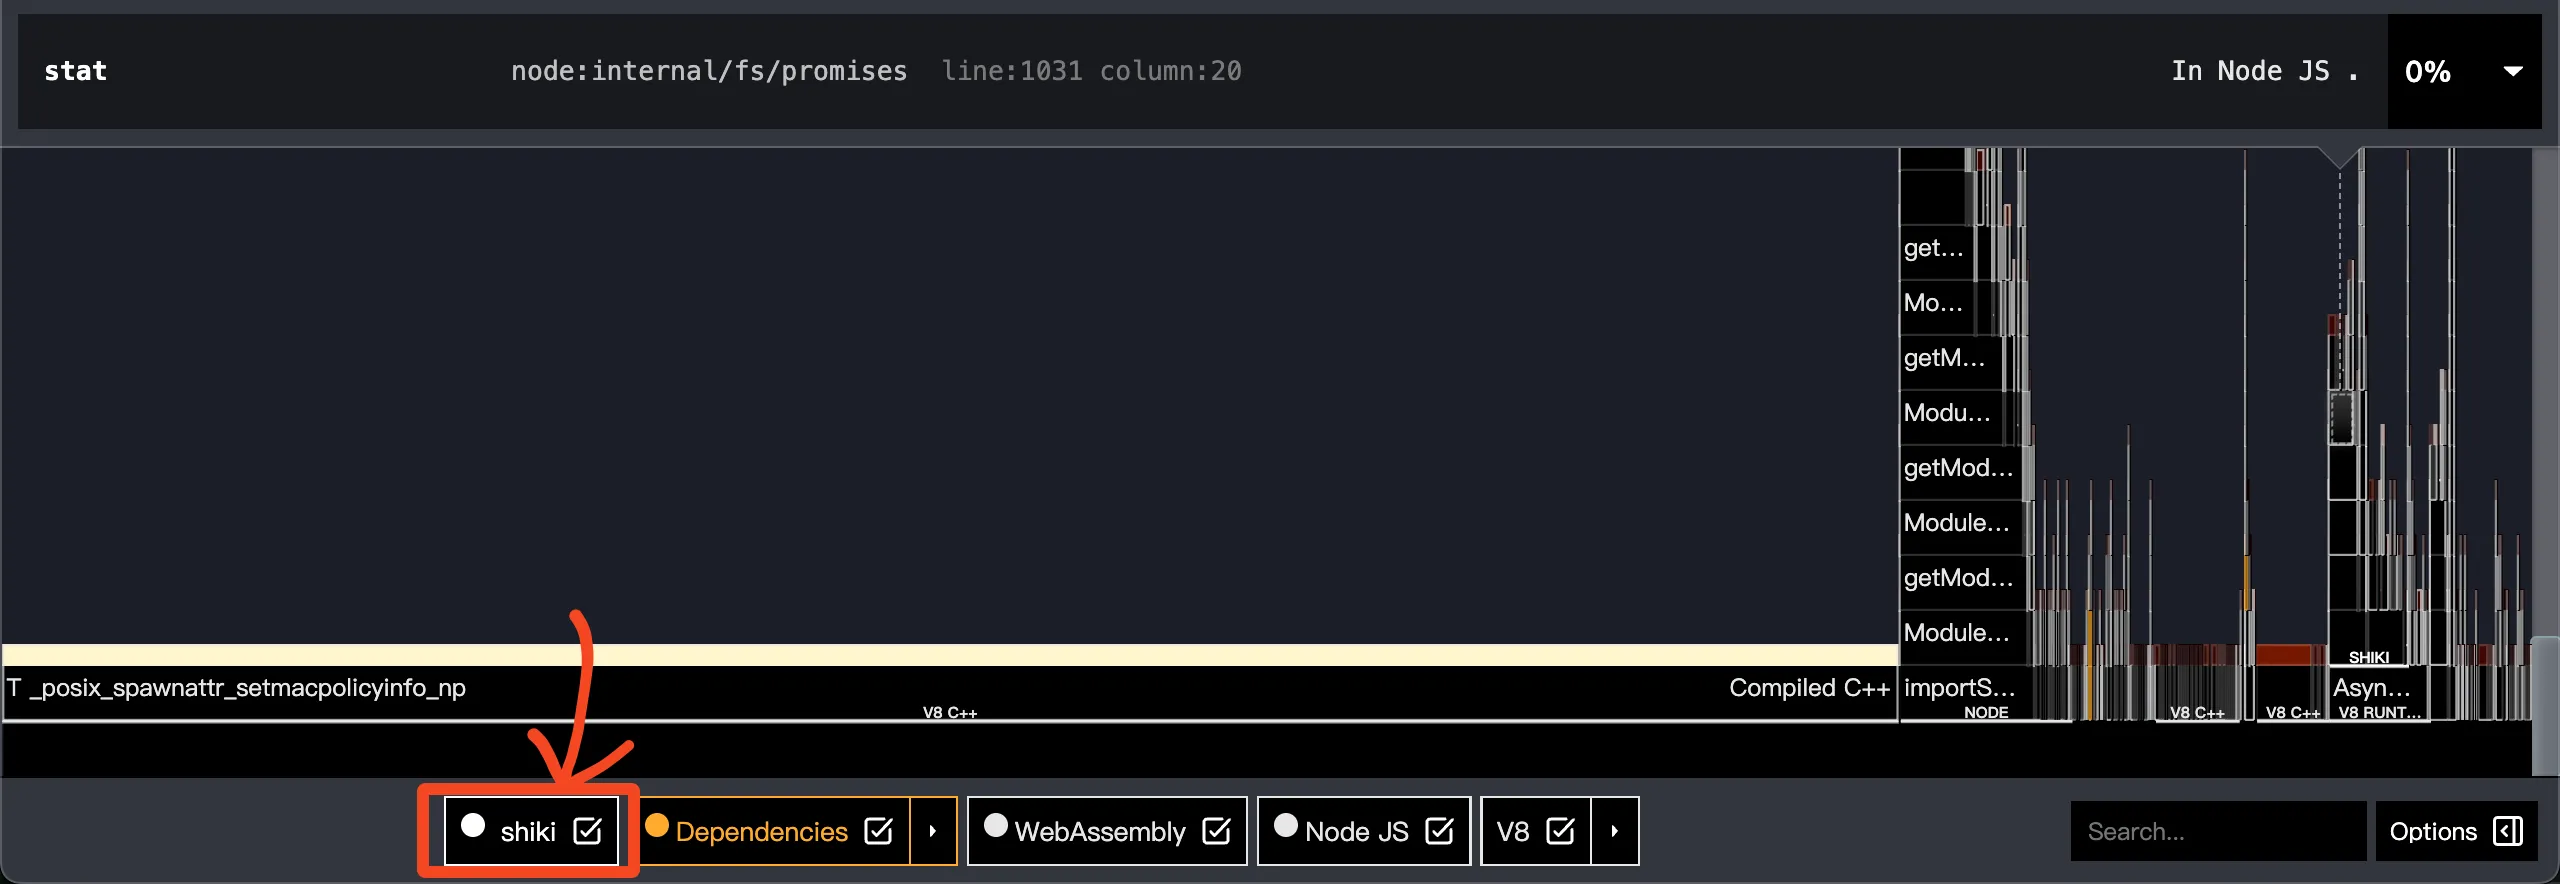 stat node:internal/fs/promises line:1031 column:20 In Node JS . 0%
get...
Mo...
getM...
Modu...
getMod...
Module...
getMod...
Module...
SHIKI
T _posix_spawnattr_setmacpolicyinfo_np Compiled C++ importS... Asyn...
V8 C++ NODE V8 C++ V8 C++ V8 RUNT...
shiki Dependencies WebAssembly Node JS V8 Search... Options